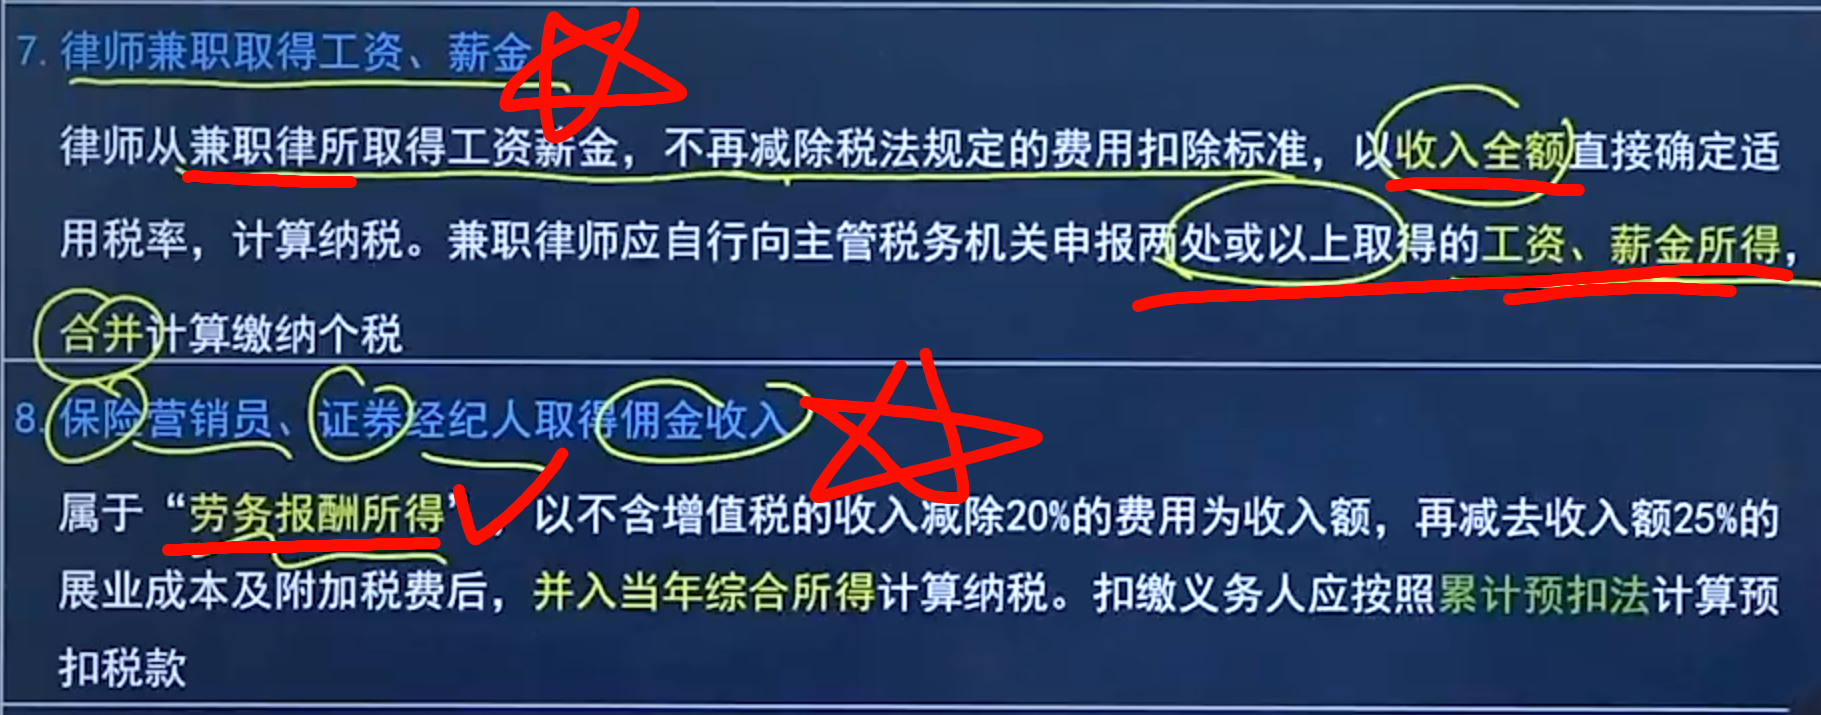 7. 律师兼职取得工资、薪金
律师从兼职律所取得工资薪金，不再减除税法规定的费用扣除标准，以收入全额直接确定适
用税率，计算纳税。兼职律师应自行向主管税务机关申报两处或以上取得的工资、薪金所得，
合并计算缴纳个税
8. 保险营销员、证券经纪人取得佣金收入
属于“劳务报酬所得”，以不含增值税的收入减除20%的费用为收入额，再减去收入额25%的
展业成本及附加税费后，并入当年综合所得计算纳税。扣缴义务人应按照累计预扣法计算预
扣税款